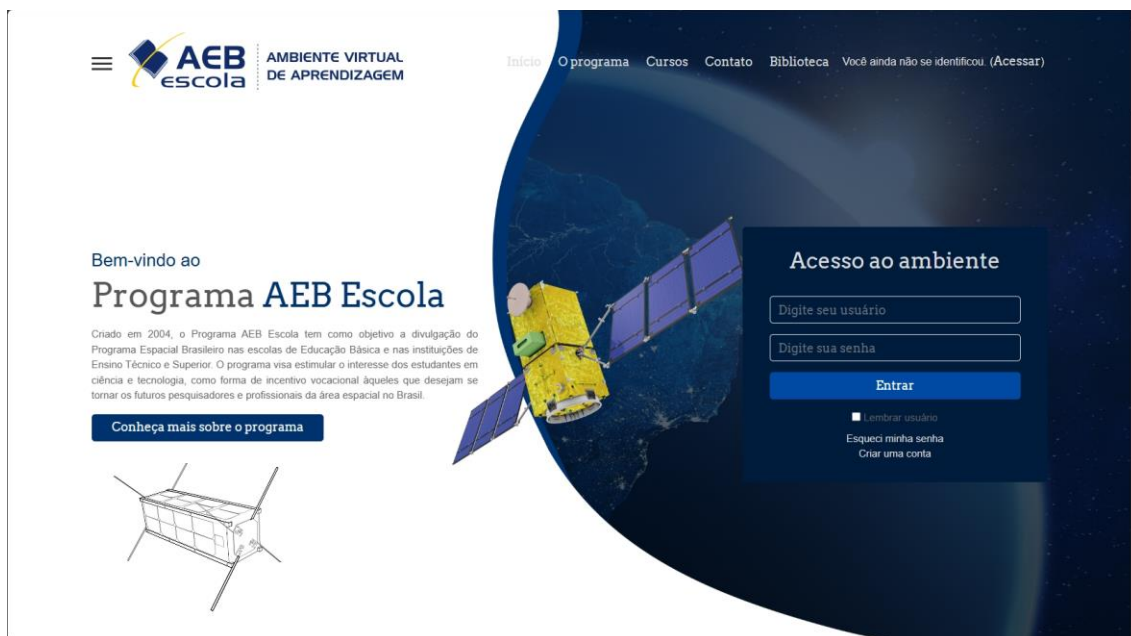 AEB
escola
AMBIENTE VIRTUAL
DE APRENDIZAGEM
Início O programa Cursos Contato Biblioteca Você ainda não se identificou. (Acessar)
Bem-vindo ao
Programa AEB Escola
Criado em 2004, o Programa AEB Escola tem como objetivo a divulgação do
Programa Espacial Brasileiro nas escolas de Educação Básica e nas instituições de
Ensino Técnico e Superior. O programa visa estimular o interesse dos estudantes em
ciência e tecnologia, como forma de incentivo vocacional àqueles que desejam se
tornar os futuros pesquisadores e profissionais da área espacial no Brasil.
Conheça mais sobre o programa
Acesso ao ambiente
Digite seu usuário
Digite sua senha
Entrar
Lembrar usuário
Esqueci minha senha
Criar uma conta